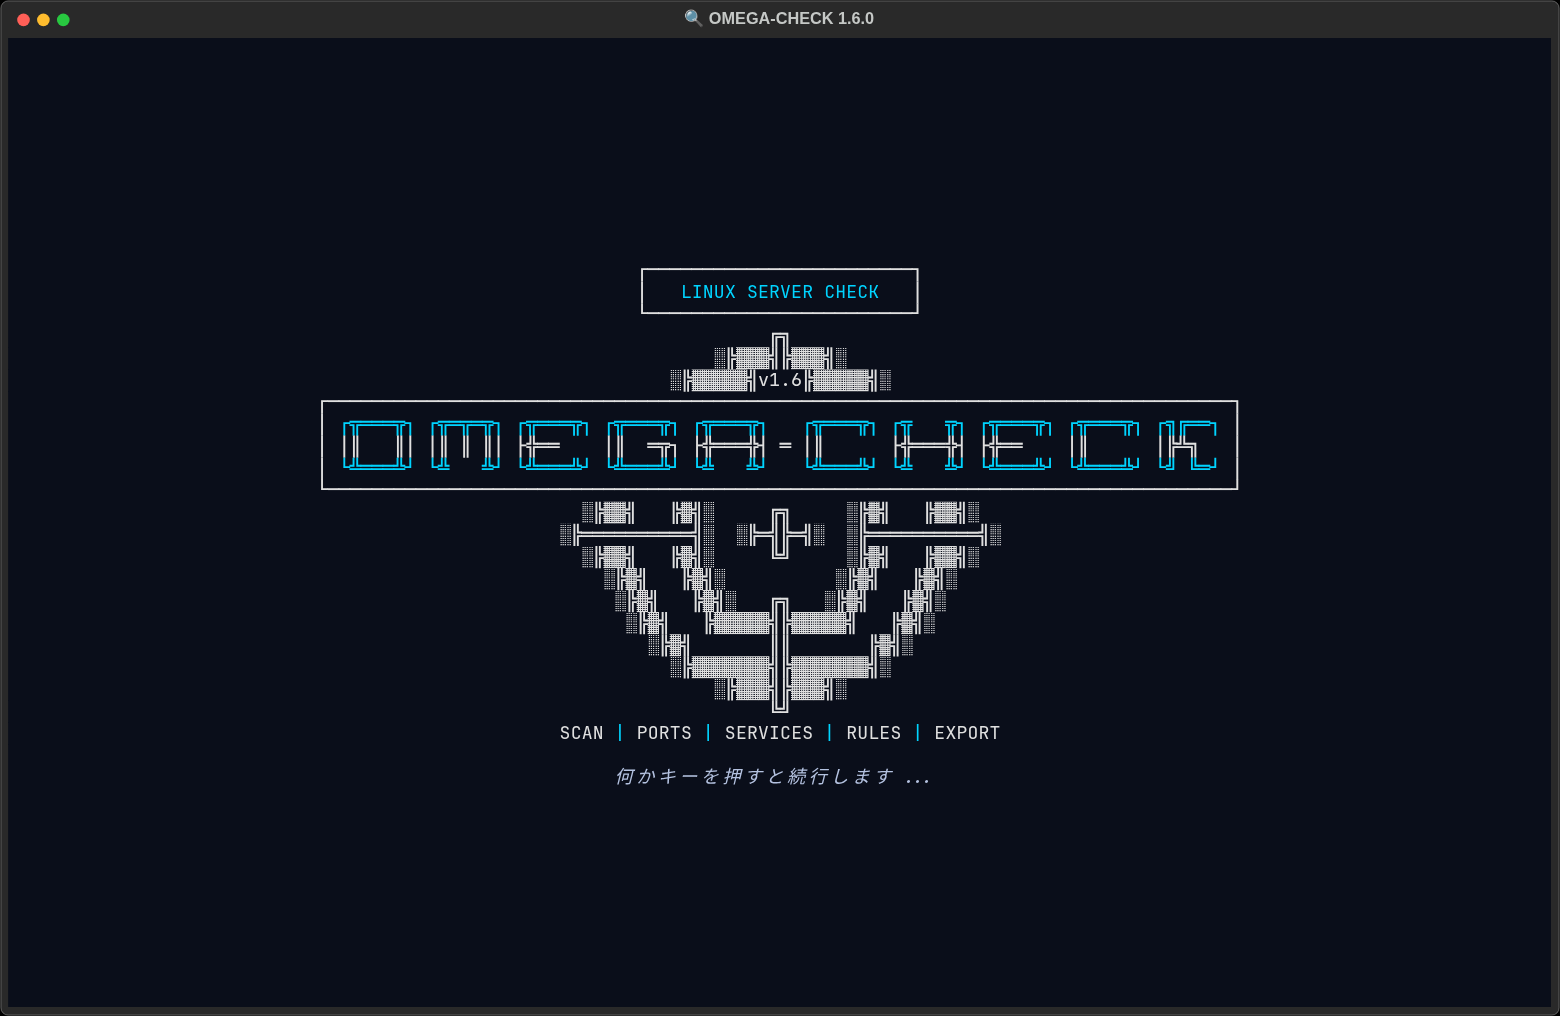 🔍 OMEGA-CHECK 1.6.0
LINUX SERVER CHECK
v1.6
OMEGA-CHECK
SCAN | PORTS | SERVICES | RULES | EXPORT
何かキーを押すと続行します ...